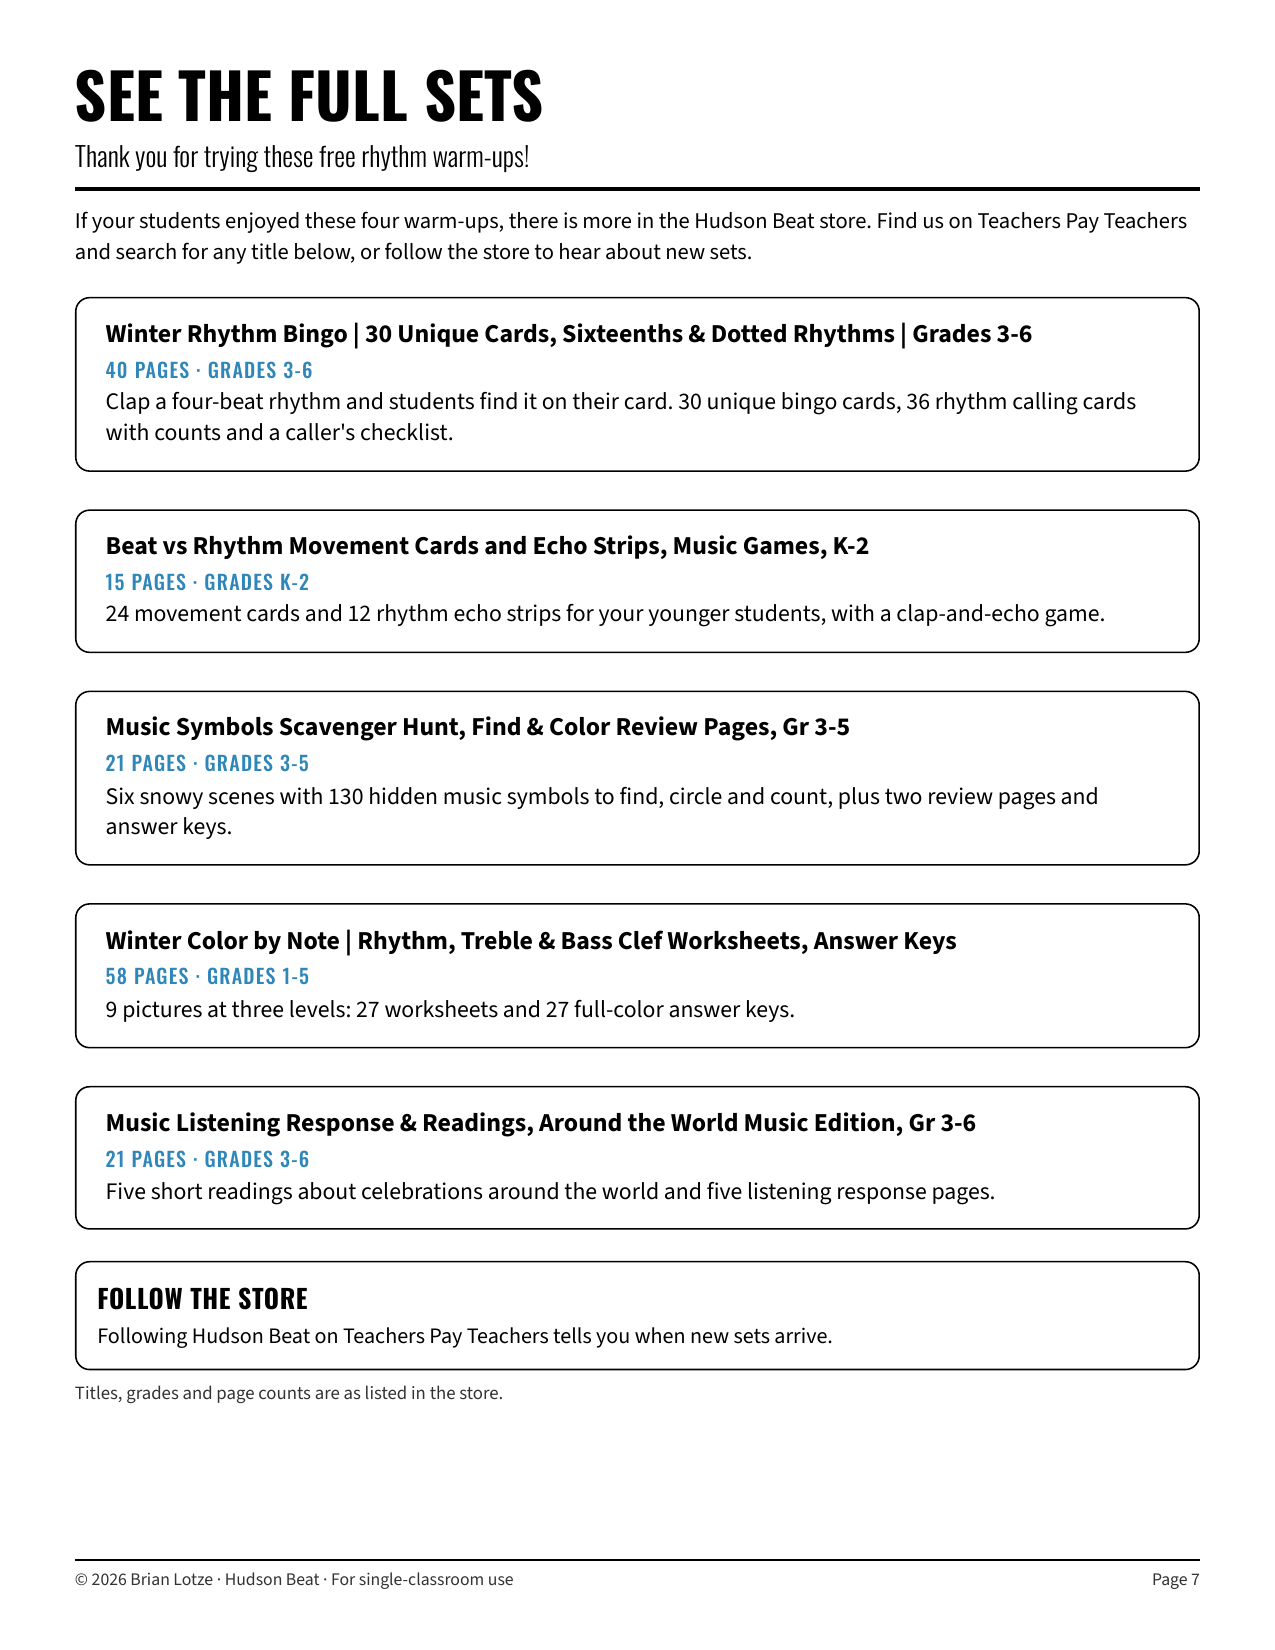 SEE THE FULL SETS
Thank you for trying these free rhythm warm-ups!
If your students enjoyed these four warm-ups, there is more in the Hudson Beat store. Find us on Teachers Pay Teachers
and search for any title below, or follow the store to hear about new sets.
Winter Rhythm Bingo | 30 Unique Cards, Sixteenths & Dotted Rhythms | Grades 3-6
40 PAGES · GRADES 3-6
Clap a four-beat rhythm and students find it on their card. 30 unique bingo cards, 36 rhythm calling cards
with counts and a caller's checklist.
Beat vs Rhythm Movement Cards and Echo Strips, Music Games, K-2
15 PAGES · GRADES K-2
24 movement cards and 12 rhythm echo strips for your younger students, with a clap-and-echo game.
Music Symbols Scavenger Hunt, Find & Color Review Pages, Gr 3-5
21 PAGES · GRADES 3-5
Six snowy scenes with 130 hidden music symbols to find, circle and count, plus two review pages and
answer keys.
Winter Color by Note | Rhythm, Treble & Bass Clef Worksheets, Answer Keys
58 PAGES · GRADES 1-5
9 pictures at three levels: 27 worksheets and 27 full-color answer keys.
Music Listening Response & Readings, Around the World Music Edition, Gr 3-6
21 PAGES · GRADES 3-6
Five short readings about celebrations around the world and five listening response pages.
FOLLOW THE STORE
Following Hudson Beat on Teachers Pay Teachers tells you when new sets arrive.
Titles, grades and page counts are as listed in the store.
© 2026 Brian Lotze · Hudson Beat · For single-classroom use
Page 7